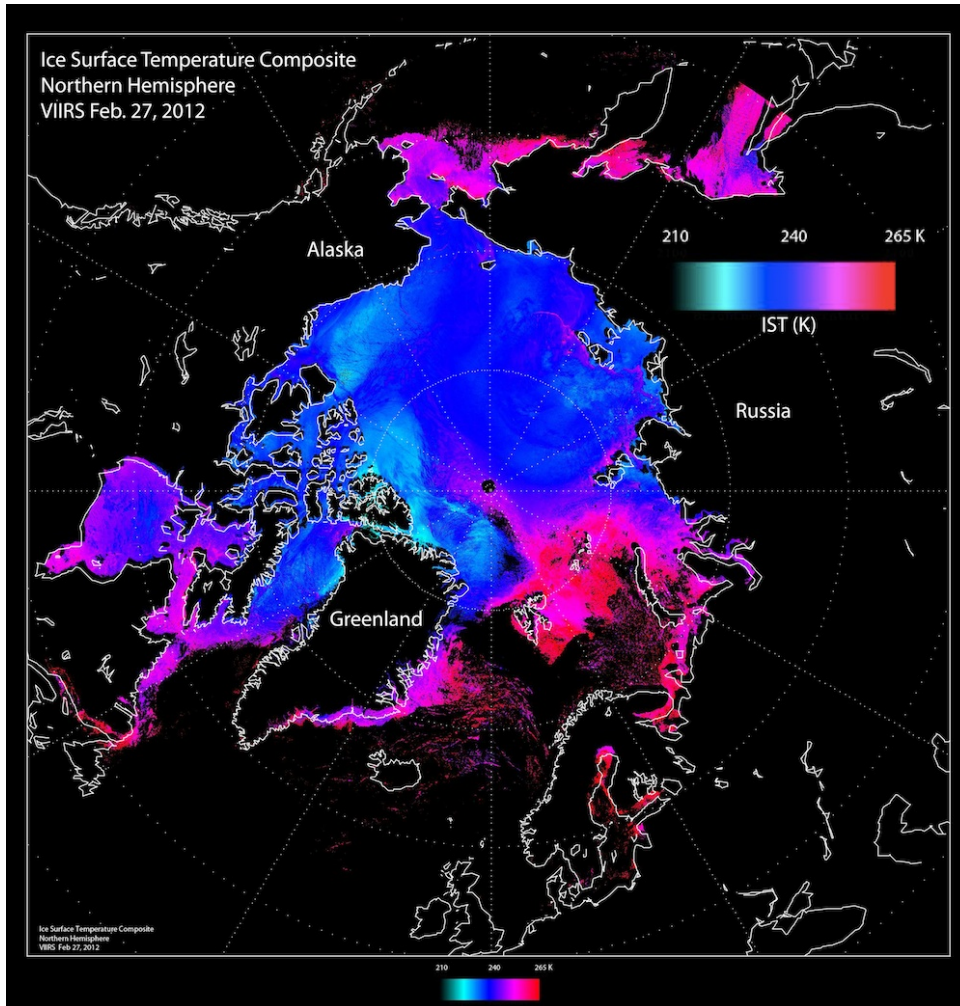 Ice Surface Temperature Composite
Northern Hemisphere
VIIRS Feb. 27, 2012
Alaska
210 240 265 K
IST (K)
Russia
Greenland
Ice Surface Temperature Composite
Northern Hemisphere
VIIRS Feb 27, 2012
210 240 265 K